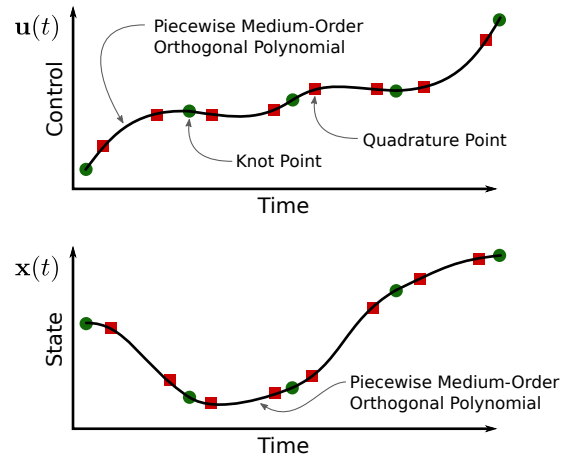 u(t)
Piecewise Medium-Order
Orthogonal Polynomial
Control
Quadrature Point
Knot Point
Time
x(t)
State
Piecewise Medium-Order
Orthogonal Polynomial
Time